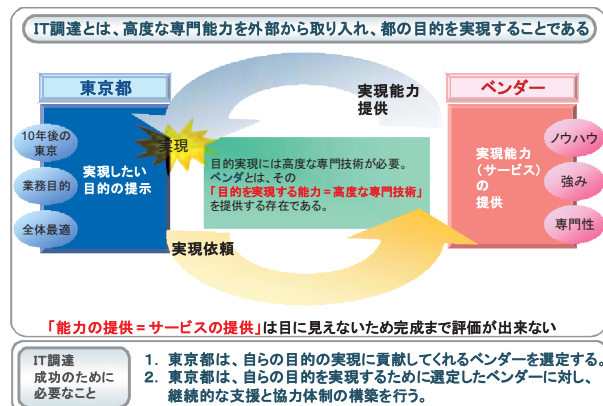 IT調達とは、高度な専門能力を外部から取り入れ、都の目的を実現することである
東京都
10年後の
東京
業務目的
全体最適
実現したい
目的の提示
実現
実現能力
提供
目的実現には高度な専門技術が必要。
ベンダとは、その
「目的を実現する能力=高度な専門技術」
を提供する存在である。
実現依頼
ベンダー
実現能力
(サービス)
の
提供
ノウハウ
強み
専門性
「能力の提供=サービスの提供」は目に見えないため完成まで評価が出来ない
IT調達
成功のために
必要なこと
1. 東京都は、自らの目的の実現に貢献してくれるベンダーを選定する。
2. 東京都は、自らの目的を実現するために選定したベンダーに対し、
継続的な支援と協力体制の構築を行う。